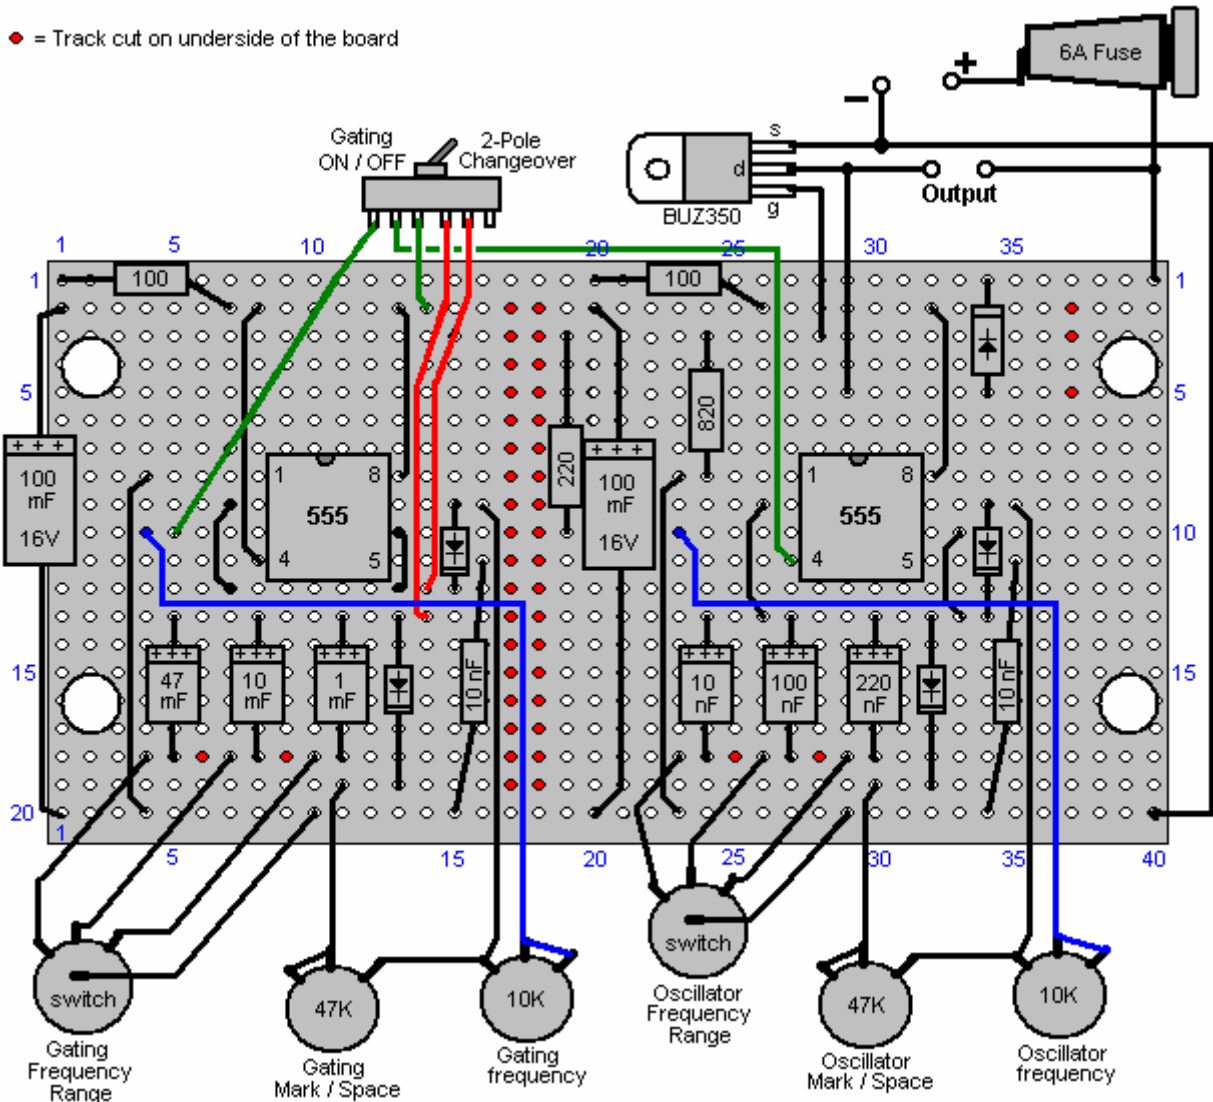 = Track cut on underside of the board
6A Fuse
+
−
Gating
ON / OFF
2-Pole
Changeover
s
d
g
BUZ350
Output
1
5
10
20
25
30
35
1
1
100
100
5
5
+ + +
100
mF
16V
1
8
555
4
5
220
+ + +
100
mF
16V
820
1
8
555
4
5
10
15
15
+++
47
mF
+++
10
mF
+++
1
mF
10 nF
+++
10
nF
+++
100
nF
+++
220
nF
10 nF
20
1
5
15
20
25
30
35
40
switch
47K
10K
switch
47K
10K
Gating
Frequency
Range
Gating
Mark / Space
Gating
frequency
Oscillator
Frequency
Range
Oscillator
Mark / Space
Oscillator
frequency